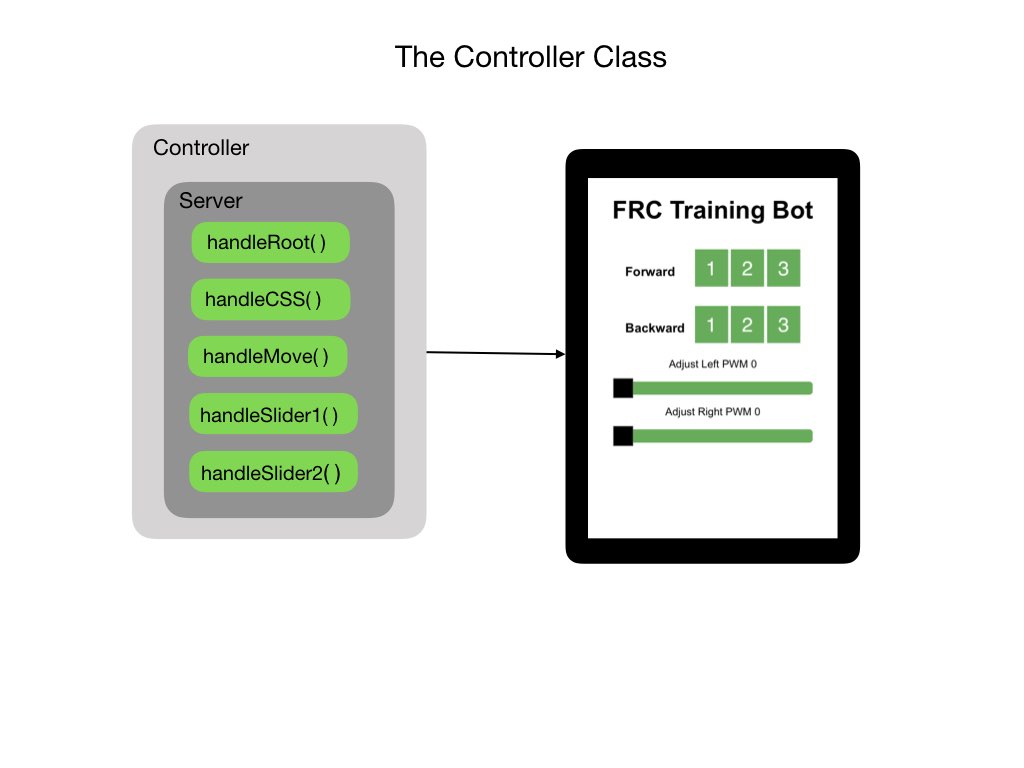 The Controller Class
Controller
Server
handleRoot( )
handleCSS( )
handleMove( )
handleSlider1( )
handleSlider2( )
FRC Training Bot
Forward 1 2 3
Backward 1 2 3
Adjust Left PWM 0
Adjust Right PWM 0